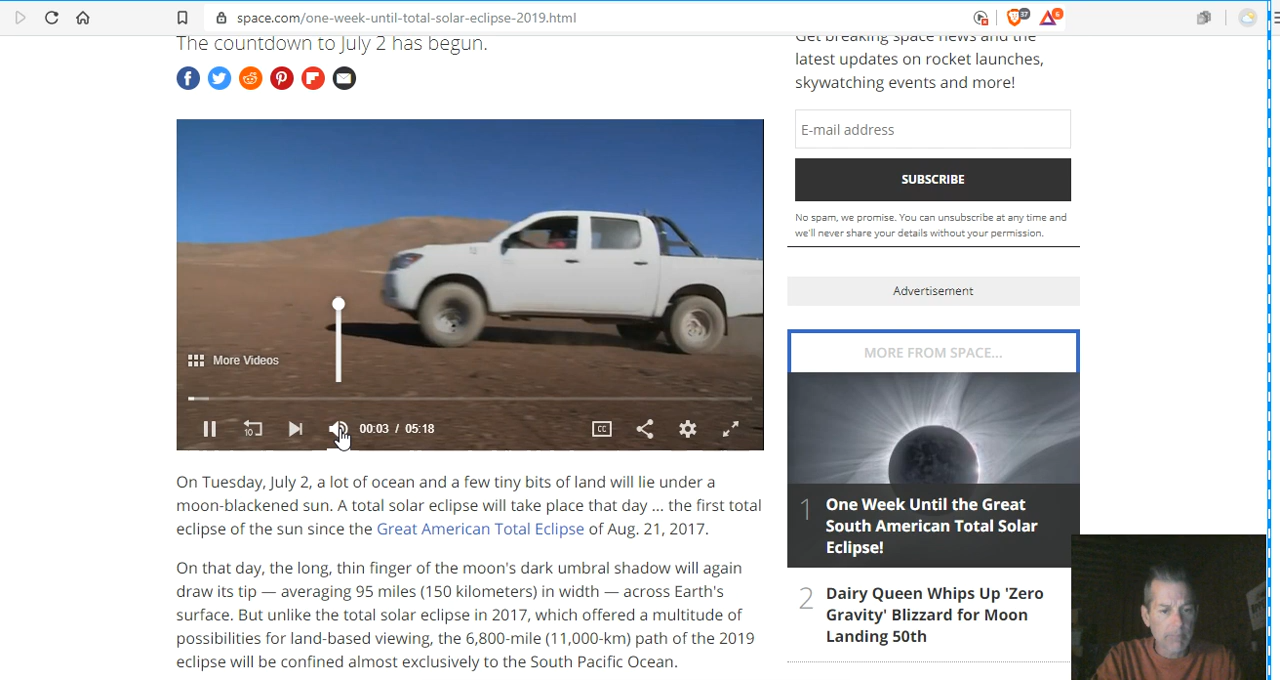 space.com/one-week-until-total-solar-eclipse-2019.html
37
6
The countdown to July 2 has begun.
More Videos
10
00:03 / 05:18
CC
On Tuesday, July 2, a lot of ocean and a few tiny bits of land will lie under a
moon-blackened sun. A total solar eclipse will take place that day ... the first total
eclipse of the sun since the Great American Total Eclipse of Aug. 21, 2017.
On that day, the long, thin finger of the moon's dark umbral shadow will again
draw its tip — averaging 95 miles (150 kilometers) in width — across Earth's
surface. But unlike the total solar eclipse in 2017, which offered a multitude of
possibilities for land-based viewing, the 6,800-mile (11,000-km) path of the 2019
eclipse will be confined almost exclusively to the South Pacific Ocean.
Get breaking space news and the
latest updates on rocket launches,
skywatching events and more!
E-mail address
SUBSCRIBE
No spam, we promise. You can unsubscribe at any time and
we'll never share your details without your permission.
Advertisement
MORE FROM SPACE...
1
One Week Until the Great
South American Total Solar
Eclipse!
2
Dairy Queen Whips Up 'Zero
Gravity' Blizzard for Moon
Landing 50th